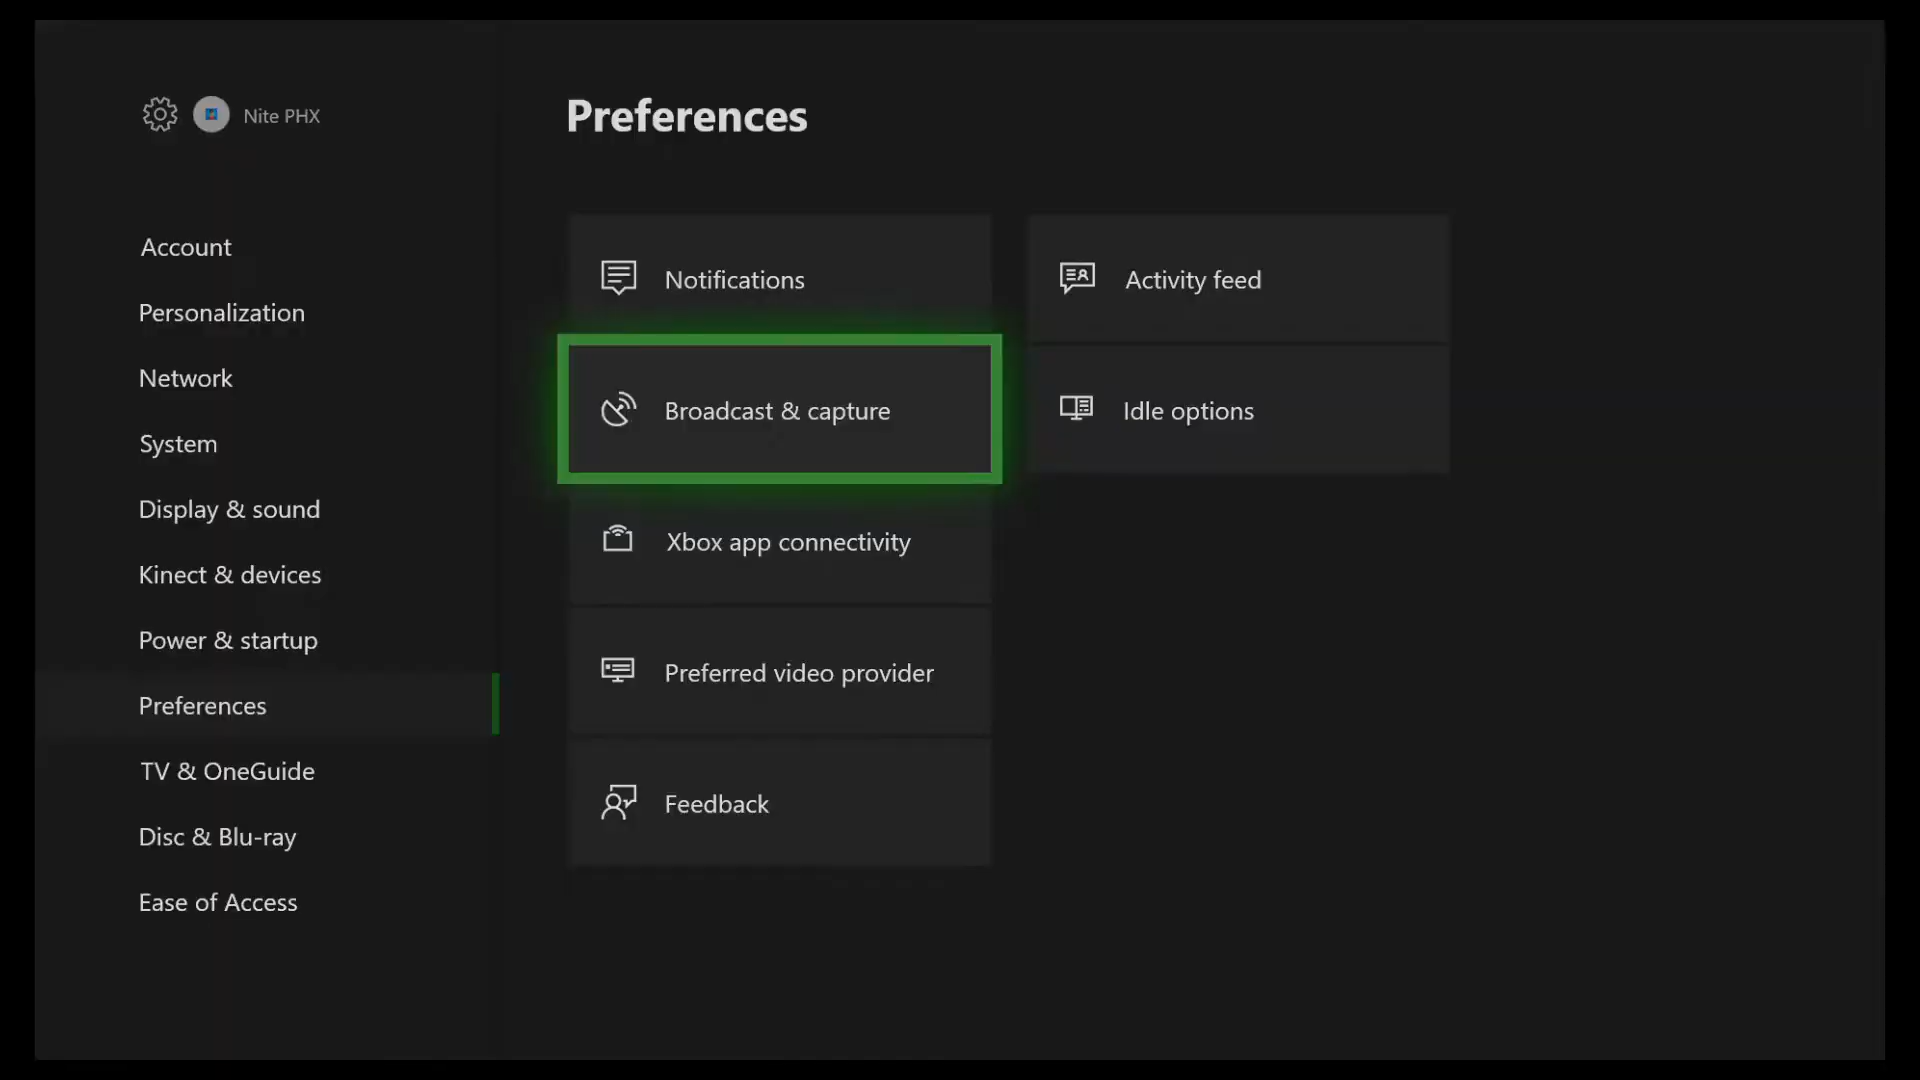 Nite PHX
Account
Personalization
Network
System
Display & sound
Kinect & devices
Power & startup
Preferences
TV & OneGuide
Disc & Blu-ray
Ease of Access
Preferences
Notifications
Broadcast & capture
Xbox app connectivity
Preferred video provider
Feedback
Activity feed
Idle options